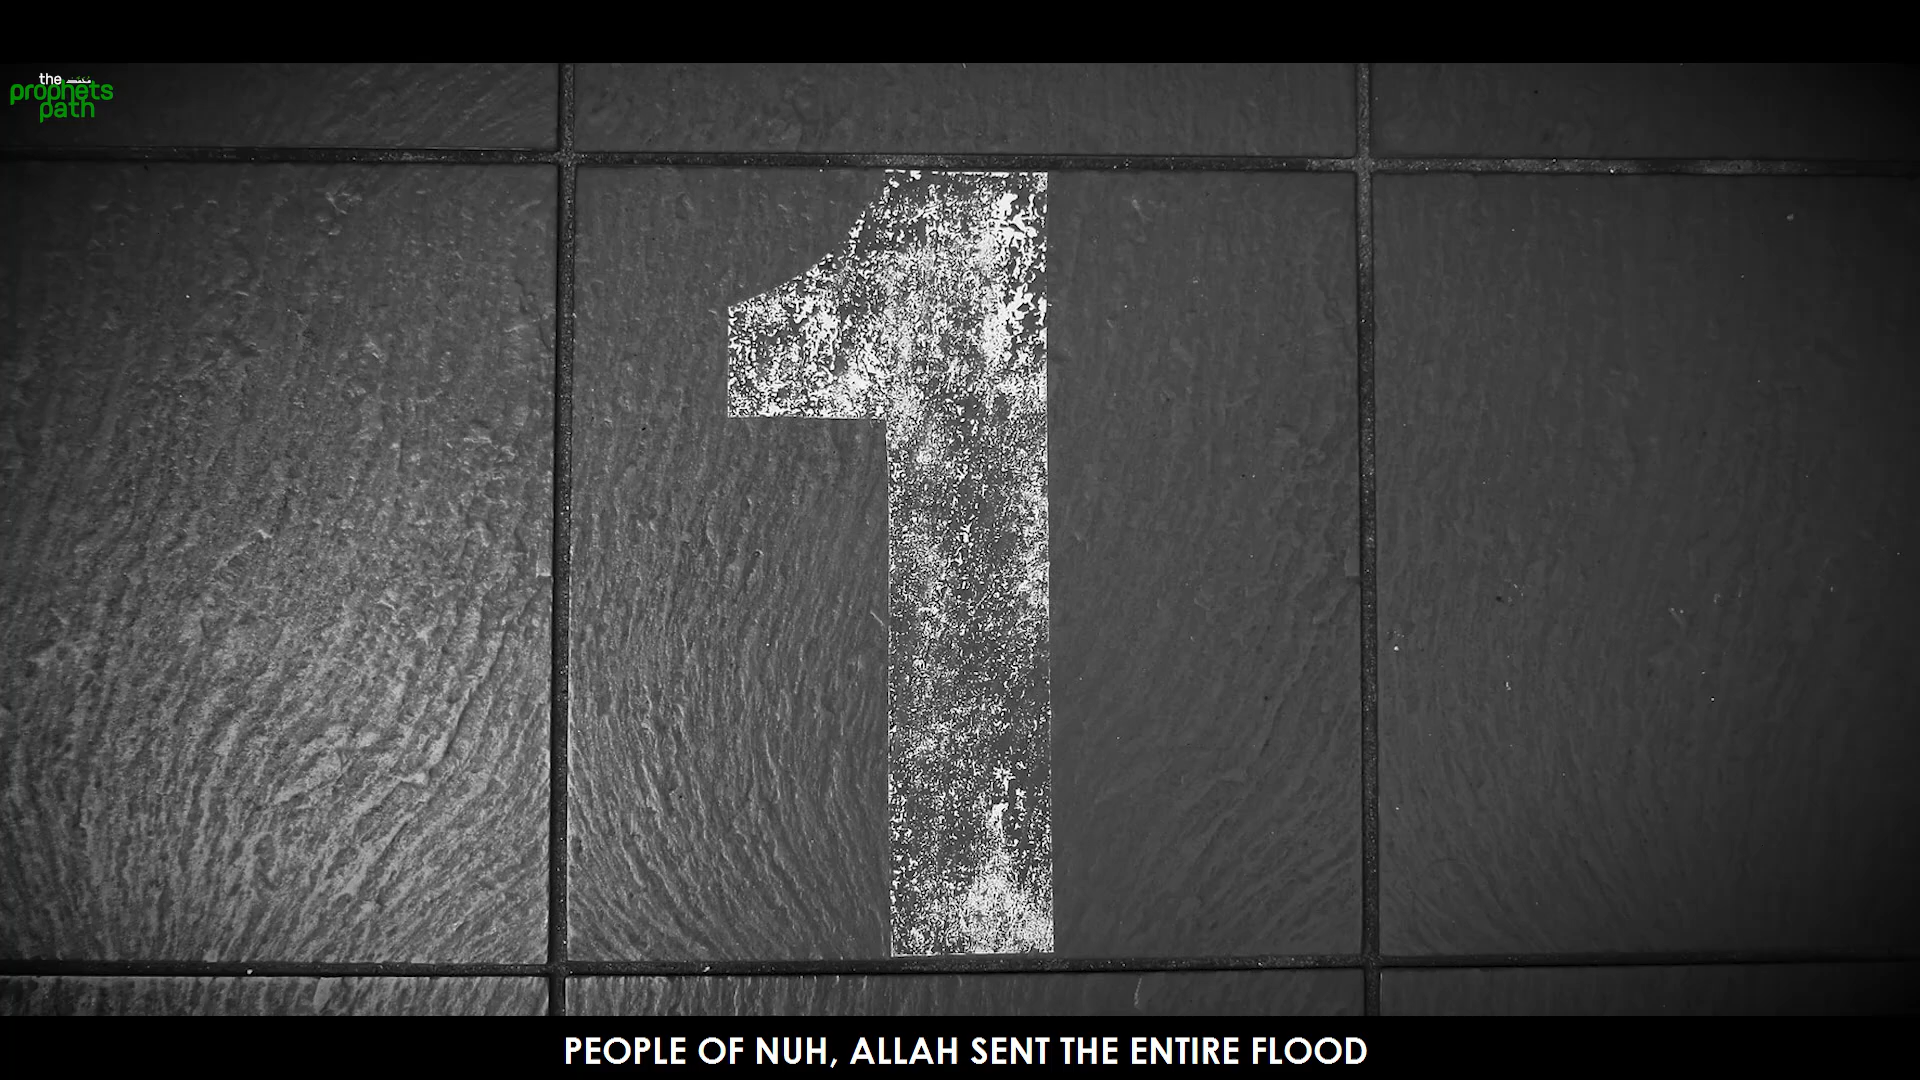 the
prophets
path
1
PEOPLE OF NUH, ALLAH SENT THE ENTIRE FLOOD